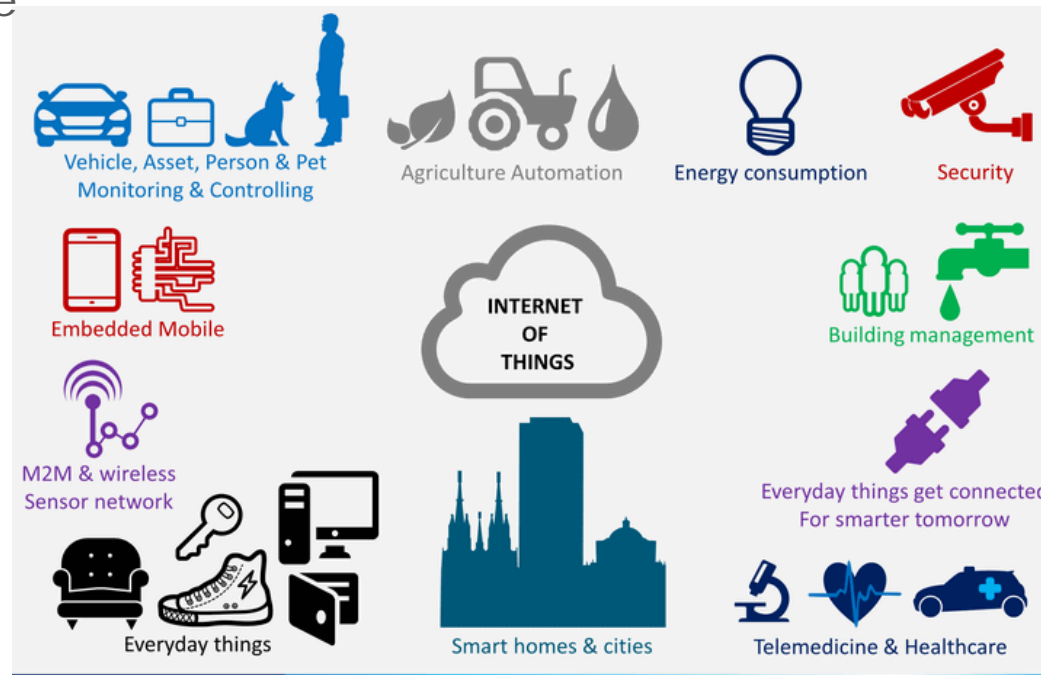 e
Vehicle, Asset, Person & Pet
Monitoring & Controlling
Agriculture Automation
Energy consumption
Security
Embedded Mobile
INTERNET
OF
THINGS
Building management
M2M & wireless
Sensor network
Everyday things get connected
For smarter tomorrow
Everyday things
Smart homes & cities
Telemedicine & Healthcare